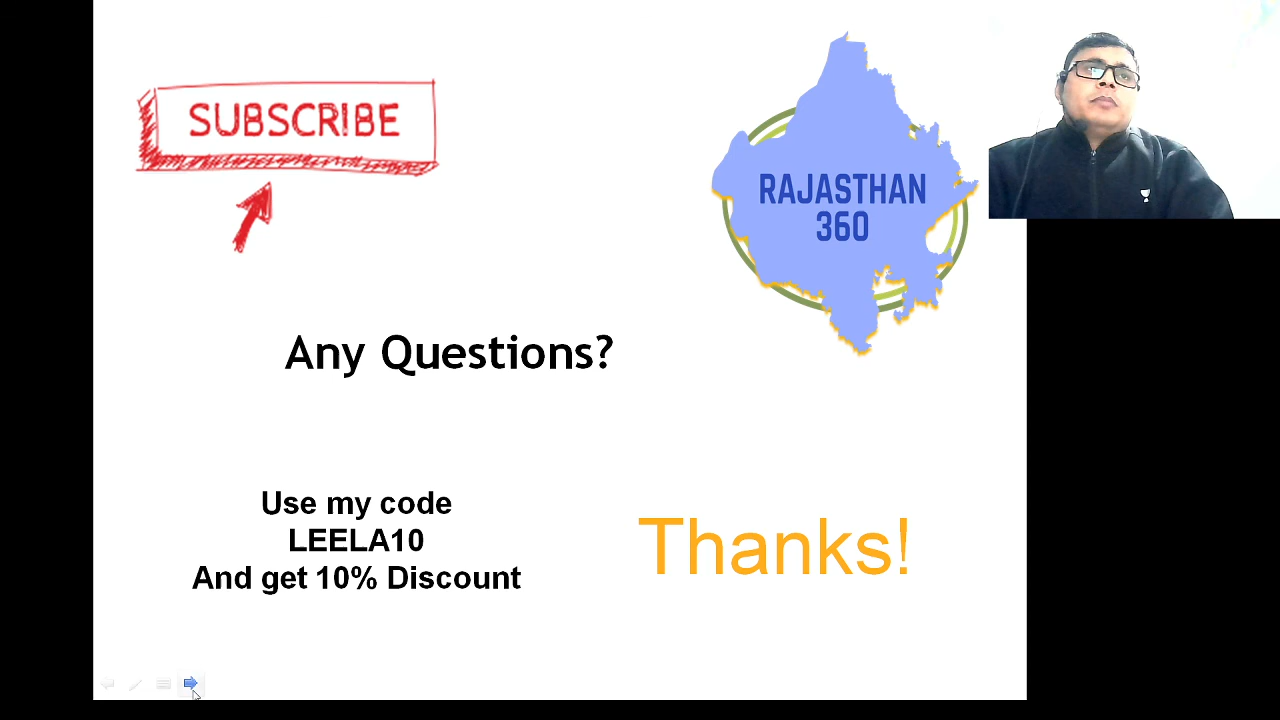 SUBSCRIBE
RAJASTHAN
360
Any Questions?
Use my code
LEELA10
And get 10% Discount
Thanks!